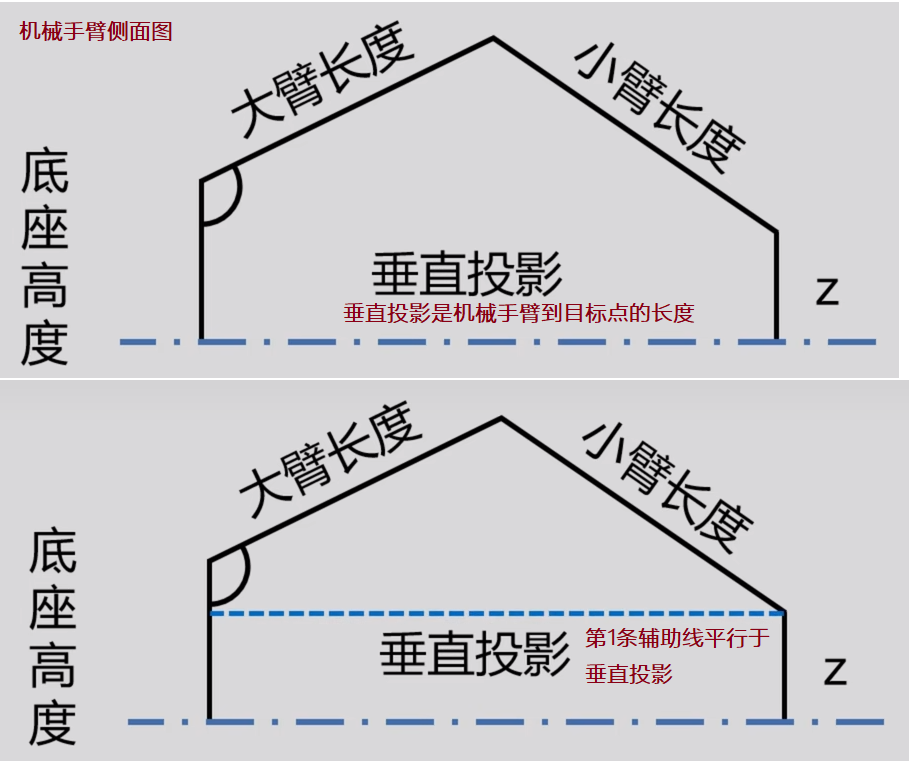 机械手臂侧面图
大臂长度
小臂长度
底座高度
垂直投影
垂直投影是机械手臂到目标点的长度
z
大臂长度
小臂长度
底座高度
垂直投影
第1条辅助线平行于
垂直投影
z